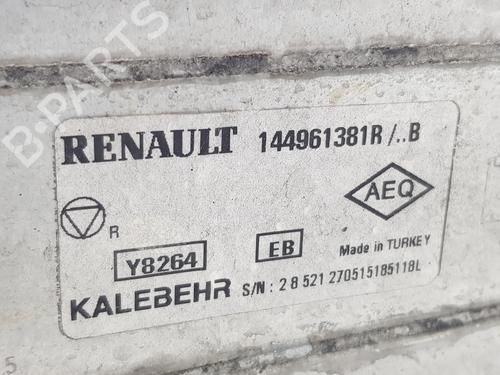 B-PARTS
RENAULT 144961381R/..B
R
AEQ
Y8264
EB
Made in TURKEY
KALEBEHR S/N : 2 8 521 270515185118L
5